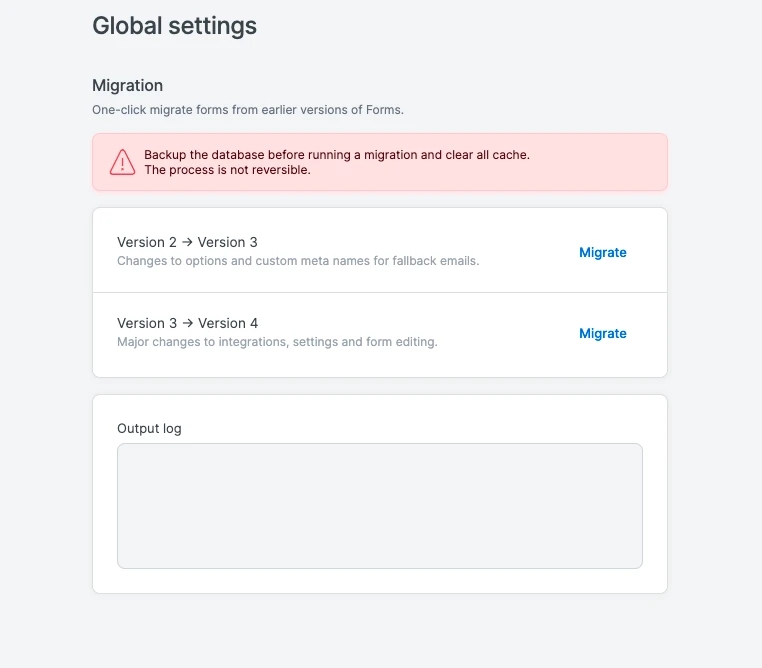 Global settings
Migration
One-click migrate forms from earlier versions of Forms.
Backup the database before running a migration and clear all cache.
The process is not reversible.
Version 2 → Version 3
Changes to options and custom meta names for fallback emails.
Migrate
Version 3 → Version 4
Major changes to integrations, settings and form editing.
Migrate
Output log